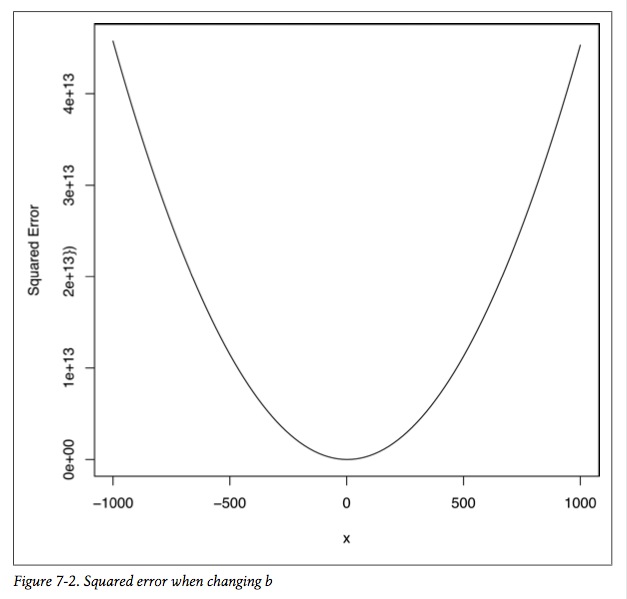 Squared Error
4e+13
3e+13
2e+13})
1e+13
0e+00
−1000 −500 0 500 1000
x
Figure 7-2. Squared error when changing b